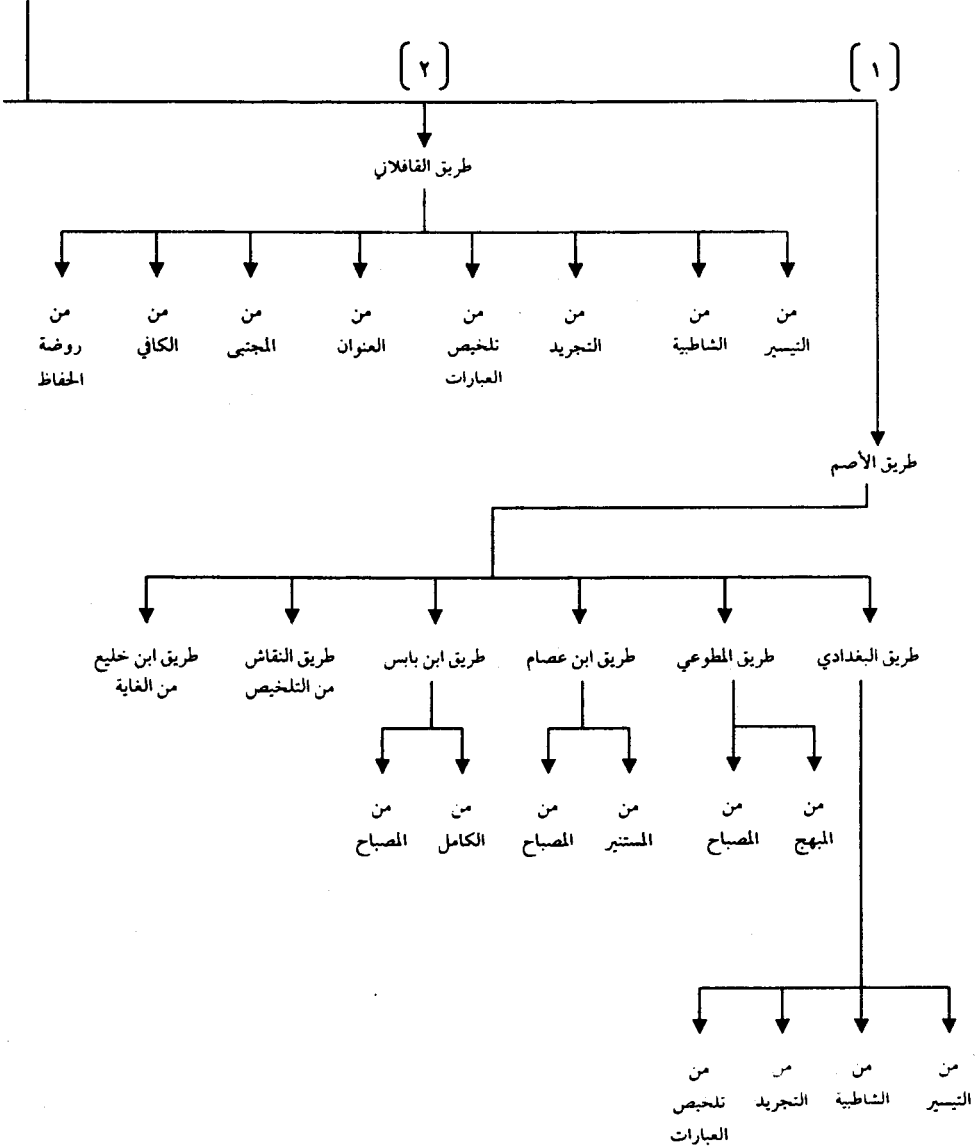 [ ١ ]
[ ٢ ]
طريق القافلاني
من التيسير
من الشاطبية
من التجريد
من تلخيص العبارات
من العنوان
من المجتبى
من الكافي
من روضة الحفاظ
طريق الأصم
طريق البغدادي
طريق المطوعي
طريق ابن عصام
طريق ابن بابس
طريق النقاش
من التلخيص
طريق ابن خليع
من الغاية
من المبهج
من المصباح
من المستنير
من المصباح
من الكامل
من المصباح
من التيسير
من الشاطبية
من التجريد
من تلخيص العبارات